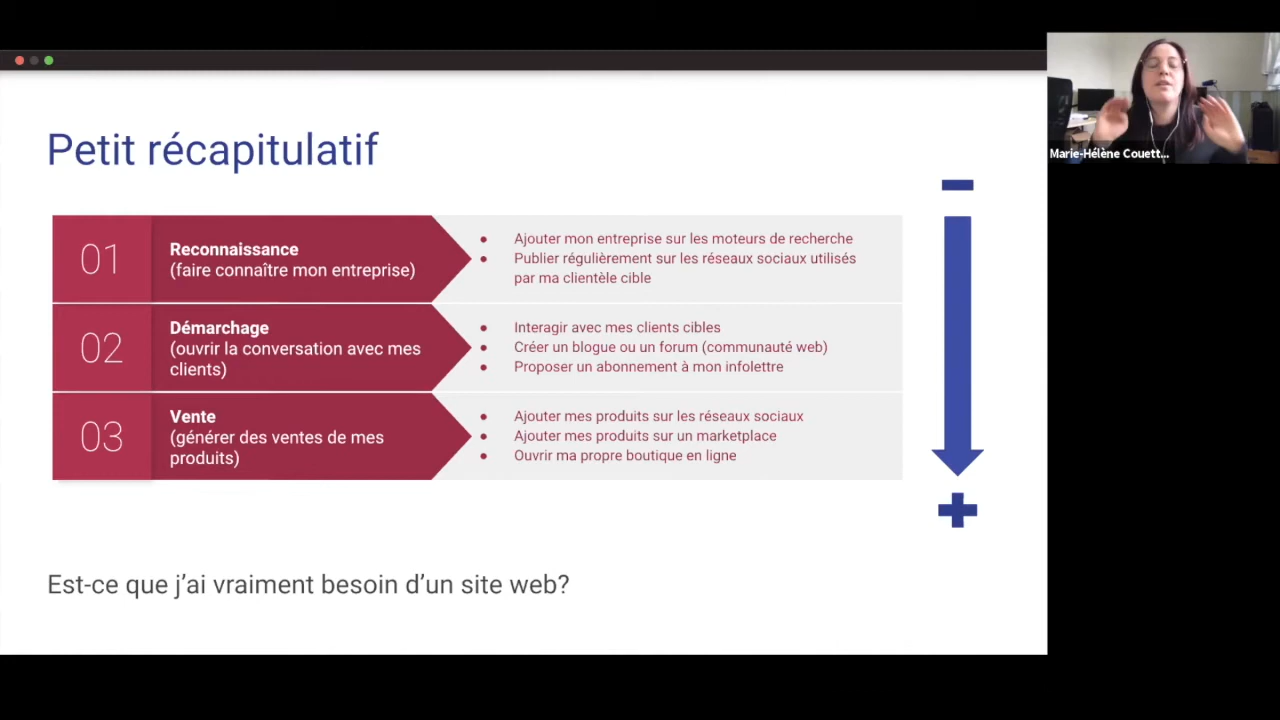 Petit récapitulatif
01
Reconnaissance
(faire connaître mon entreprise)
● Ajouter mon entreprise sur les moteurs de recherche
● Publier régulièrement sur les réseaux sociaux utilisés
par ma clientèle cible
02
Démarchage
(ouvrir la conversation avec mes
clients)
● Interagir avec mes clients cibles
● Créer un blogue ou un forum (communauté web)
● Proposer un abonnement à mon infolettre
03
Vente
(générer des ventes de mes
produits)
● Ajouter mes produits sur les réseaux sociaux
● Ajouter mes produits sur un marketplace
● Ouvrir ma propre boutique en ligne
Est-ce que j’ai vraiment besoin d’un site web?
Marie-Hélène Couett...